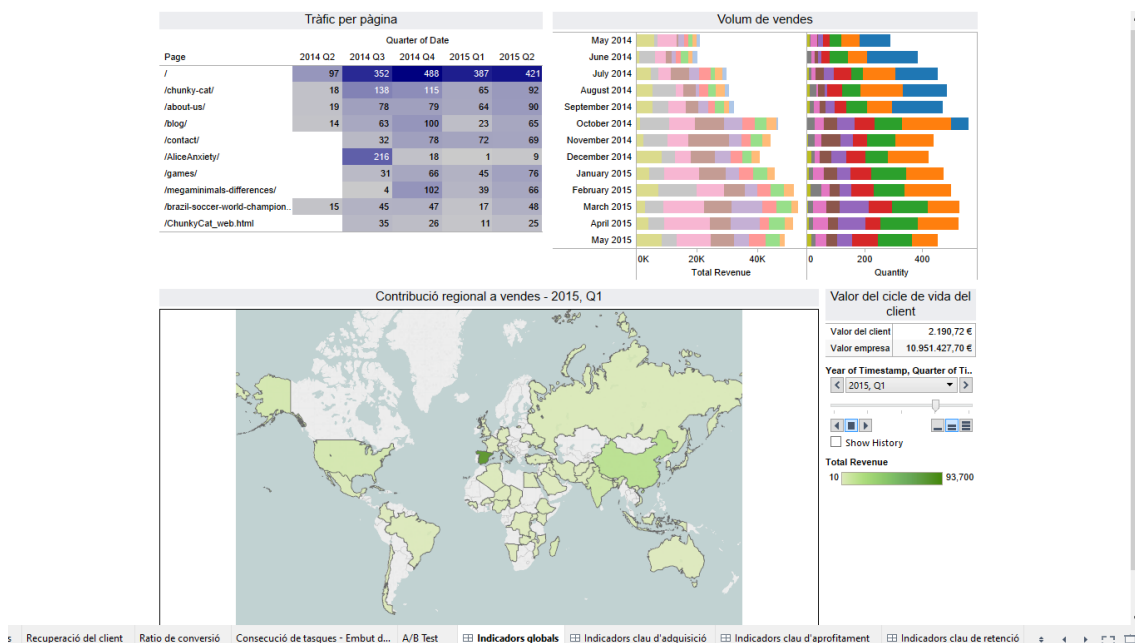 Tràfic per pàgina
Quarter of Date
Page 2014 Q2 2014 Q3 2014 Q4 2015 Q1 2015 Q2
/ 97 352 488 387 421
/chunky-cat/ 18 138 115 65 92
/about-us/ 19 78 79 64 90
/blog/ 14 63 100 23 65
/contact/ 32 78 72 69
/AliceAnxiety/ 216 18 1 9
/games/ 31 66 45 76
/megaminimals-differences/ 4 102 39 66
/brazil-soccer-world-champion.. 15 45 47 17 48
/ChunkyCat_web.html 35 26 11 25
Volum de vendes
May 2014
June 2014
July 2014
August 2014
September 2014
October 2014
November 2014
December 2014
January 2015
February 2015
March 2015
April 2015
May 2015
0K 20K 40K 0 200 400
Total Revenue Quantity
Contribució regional a vendes - 2015, Q1
Valor del cicle de vida del
client
Valor del client 2.190,72 €
Valor empresa 10.951.427,70 €
Year of Timestamp, Quarter of Ti..
2015, Q1
Show History
Total Revenue
10 93,700
s Recuperació del client Ratio de conversió Consecució de tasques - Embut d... A/B Test Indicadors globals Indicadors clau d'adquisició Indicadors clau d'aprofitament Indicadors clau de retenció